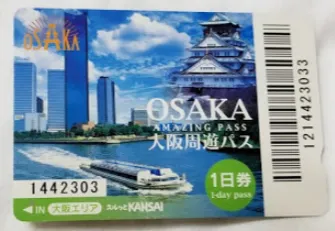 OSAKA
OSAKA
AMAZING PASS
大阪周遊パス
1日券
1-day pass
1442303
IN 大阪エリア スルッとKANSAI
1214423033